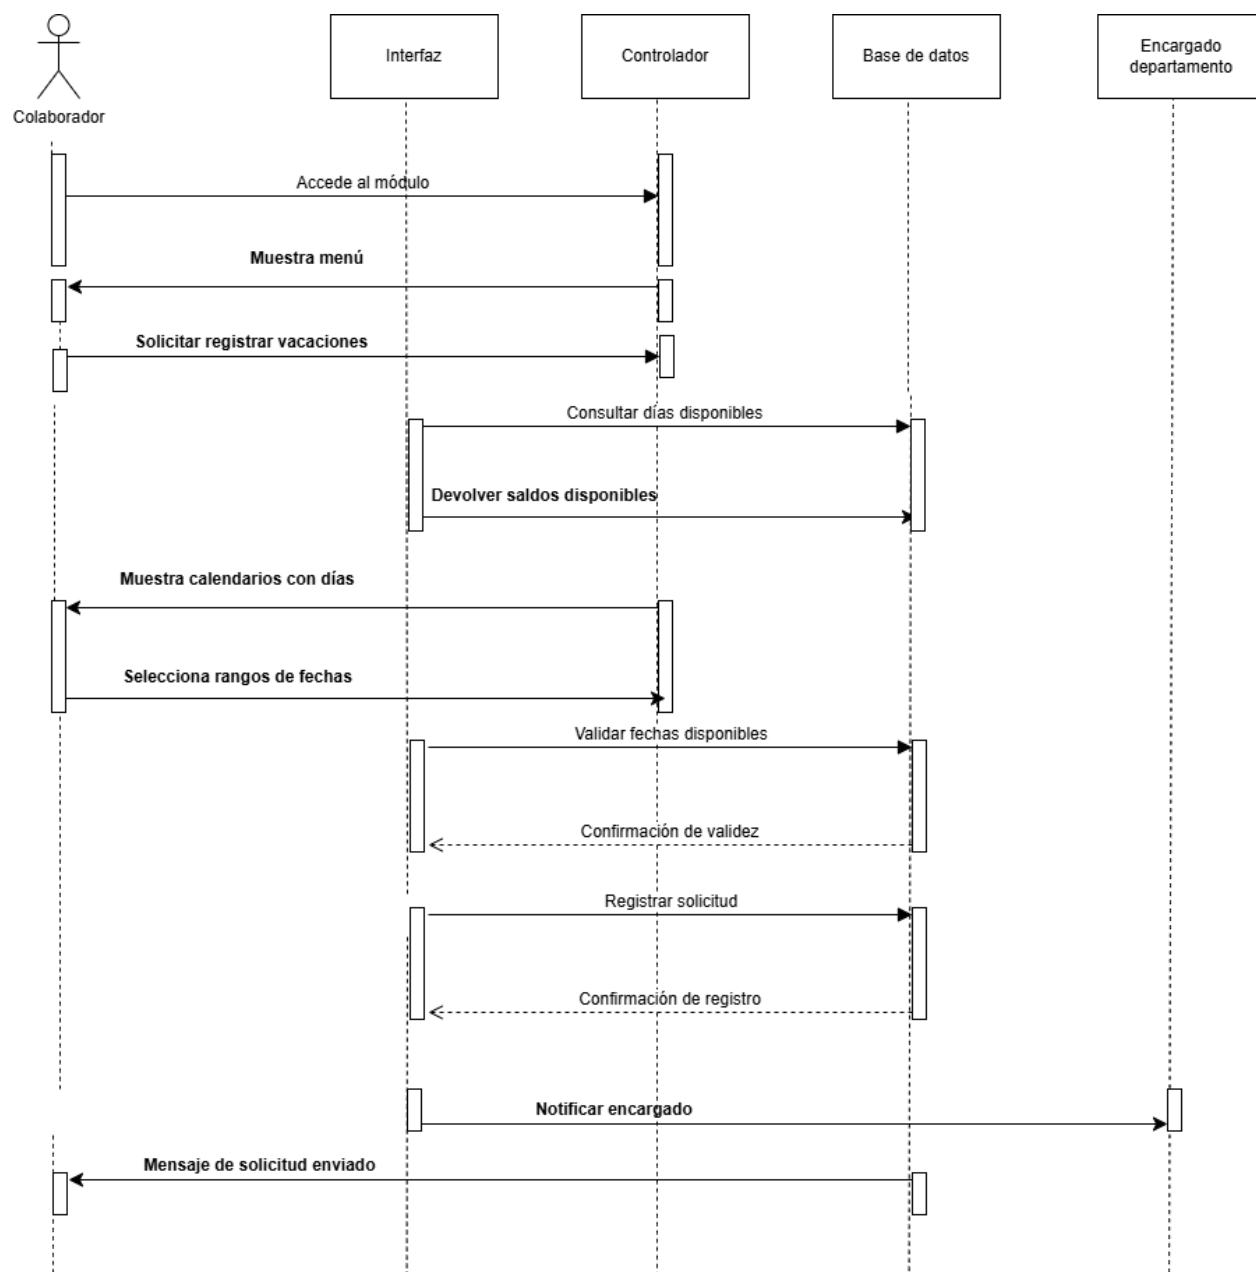 Colaborador
Interfaz
Controlador
Base de datos
Encargado
departamento
Accede al módulo
Muestra menú
Solicitar registrar vacaciones
Consultar días disponibles
Devolver saldos disponibles
Muestra calendarios con días
Selecciona rangos de fechas
Validar fechas disponibles
Confirmación de validez
Registrar solicitud
Confirmación de registro
Notificar encargado
Mensaje de solicitud enviado